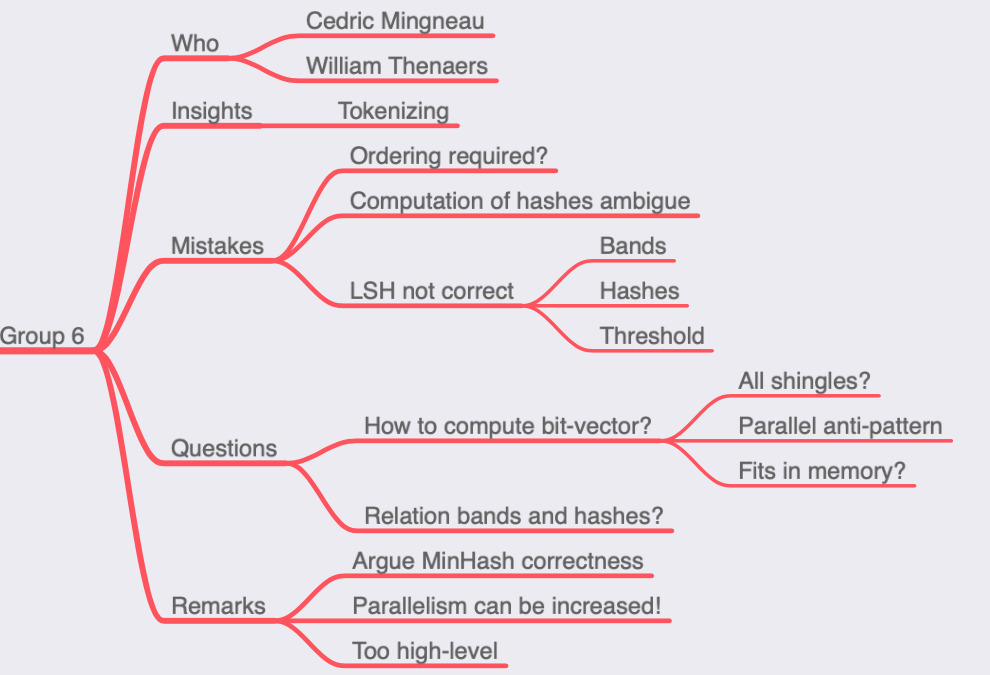 Group 6
Who
Cedric Mingneau
William Thenaers
Insights
Tokenizing
Mistakes
Ordering required?
Computation of hashes ambigue
LSH not correct
Bands
Hashes
Threshold
Questions
How to compute bit-vector?
All shingles?
Parallel anti-pattern
Fits in memory?
Relation bands and hashes?
Remarks
Argue MinHash correctness
Parallelism can be increased!
Too high-level